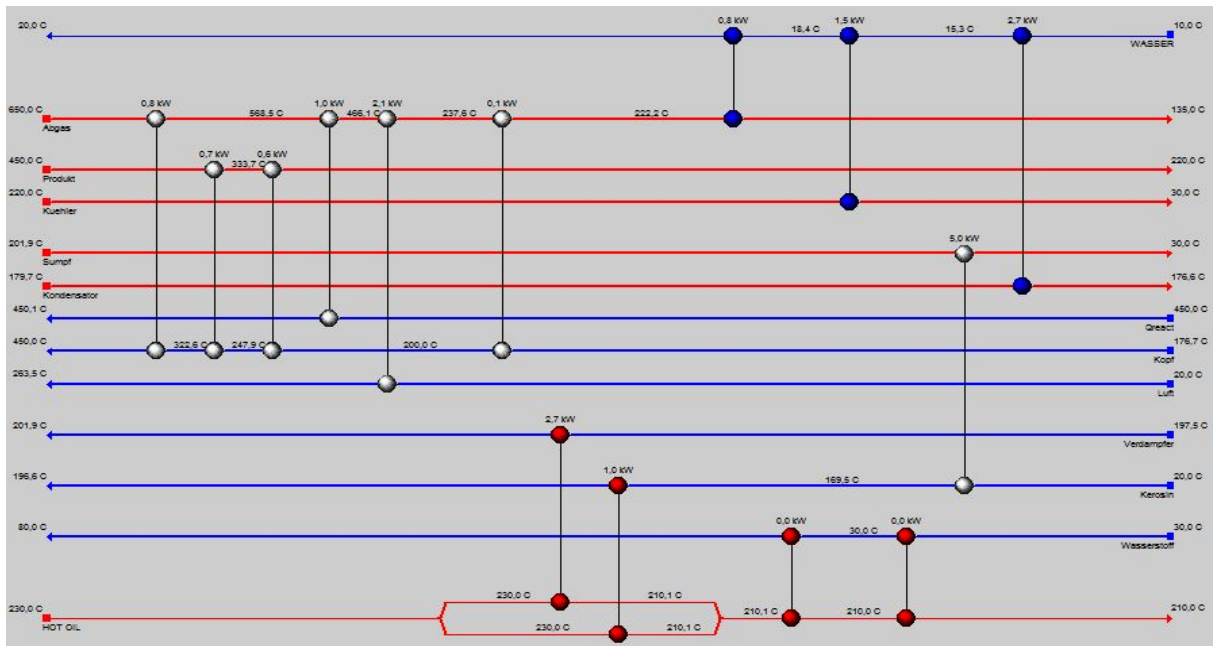 20,0 C
0,8 kW
18,4 C
1,5 kW
15,3 C
2,7 kW
10,0 C
WASSER
650,0 C
0,8 kW
568,5 C
1,0 kW
466,1 C
2,1 kW
237,6 C
0,1 kW
222,2 C
135,0 C
Abgas
450,0 C
0,7 kW
333,7 C
0,6 kW
220,0 C
Produkt
220,0 C
30,0 C
Kuehler
201,9 C
5,0 kW
30,0 C
Sumpf
179,7 C
176,6 C
Kondensator
450,1 C
450,0 C
Qreact
450,0 C
322,6 C
247,9 C
200,0 C
176,7 C
Kopf
263,5 C
20,0 C
Luft
201,9 C
2,7 kW
197,5 C
Verdampfer
196,6 C
1,0 kW
169,5 C
20,0 C
Kerosin
80,0 C
0,0 kW
30,0 C
0,0 kW
30,0 C
Wasserstoff
230,0 C
230,0 C
210,1 C
210,1 C
210,0 C
210,0 C
HOT OIL
230,0 C
210,1 C